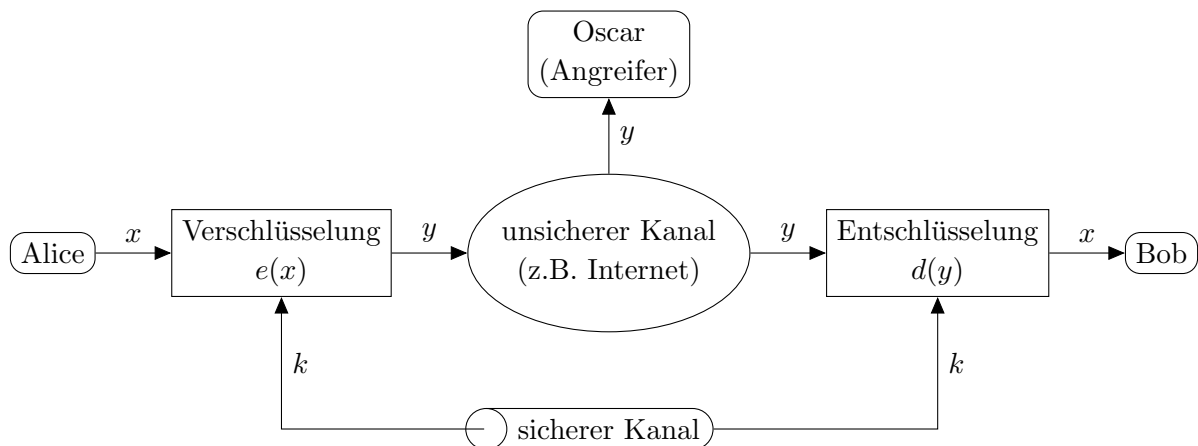 Oscar
(Angreifer)
y
Alice
x
Verschlüsselung
e(x)
y
unsicherer Kanal
(z.B. Internet)
y
Entschlüsselung
d(y)
x
Bob
k
k
sicherer Kanal